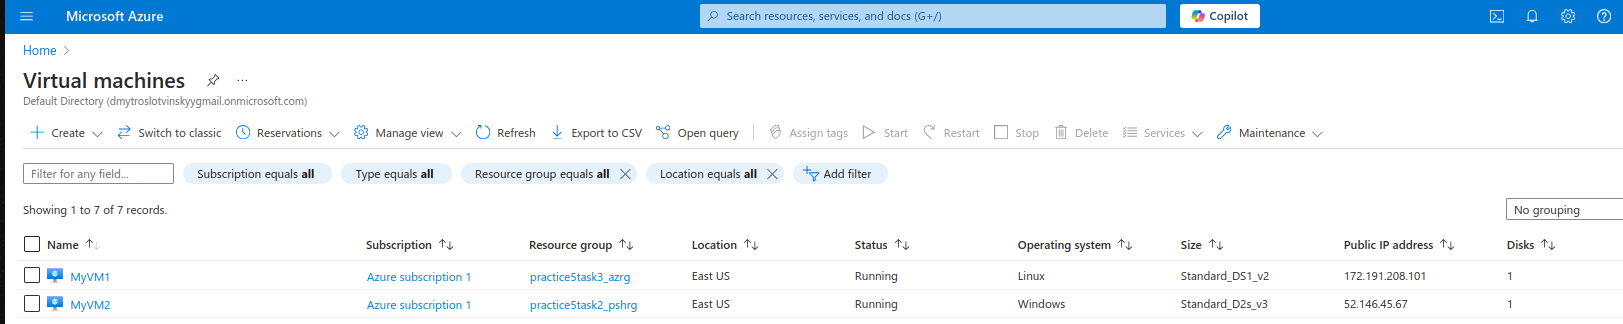 Microsoft Azure
Search resources, services, and docs (G+/)
Copilot
Home
Virtual machines
Default Directory (dmytroslotvinskyygmail.onmicrosoft.com)
Create Switch to classic Reservations Manage view Refresh Export to CSV Open query Assign tags Start Restart Stop Delete Services Maintenance
Filter for any field... Subscription equals all Type equals all Resource group equals all Location equals all Add filter
Showing 1 to 7 of 7 records.
No grouping
Name Subscription Resource group Location Status Operating system Size Public IP address Disks
MyVM1 Azure subscription 1 practice5task3_azrg East US Running Linux Standard_DS1_v2 172.191.208.101 1
MyVM2 Azure subscription 1 practice5task2_pshrg East US Running Windows Standard_D2s_v3 52.146.45.67 1